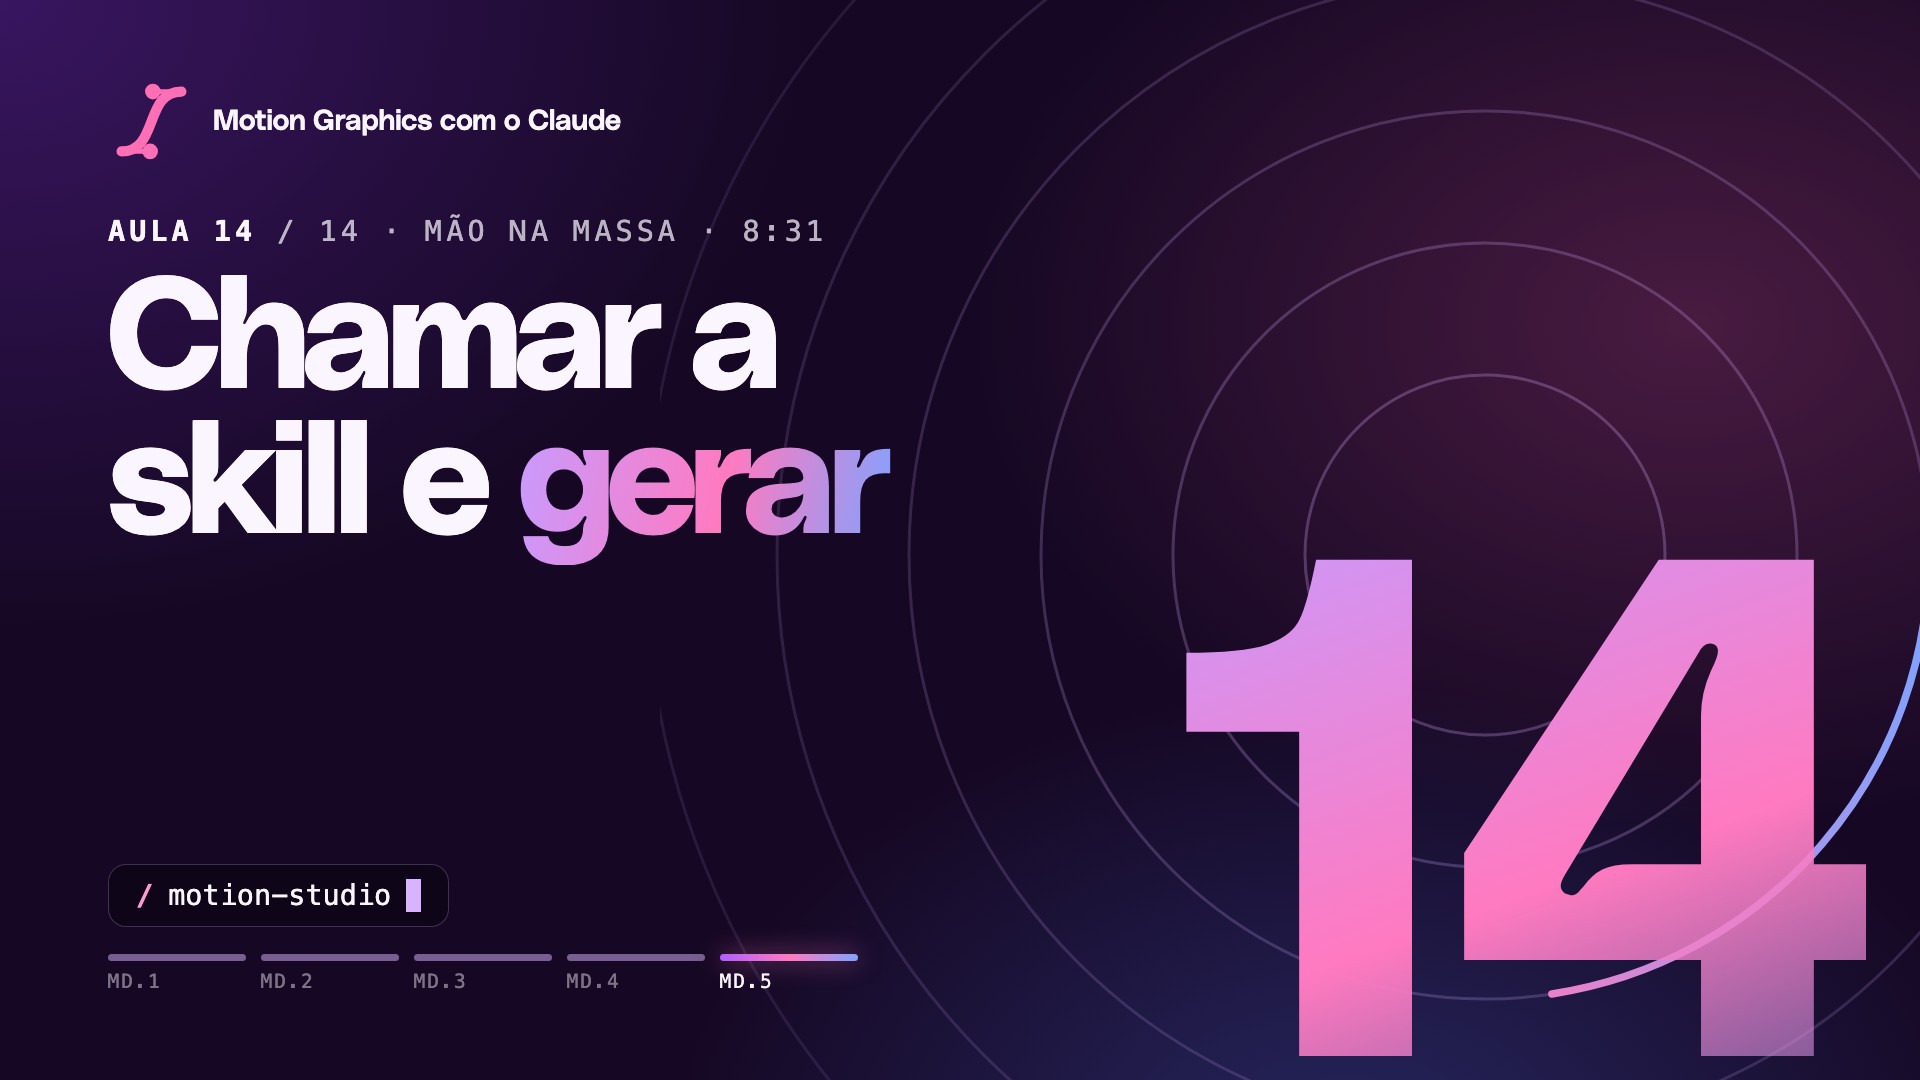 Motion Graphics com o Claude
AULA 14 / 14 · MÃO NA MASSA · 8:31
Chamar a
skill e gerar
14
/ motion-studio
MD.1 MD.2 MD.3 MD.4 MD.5